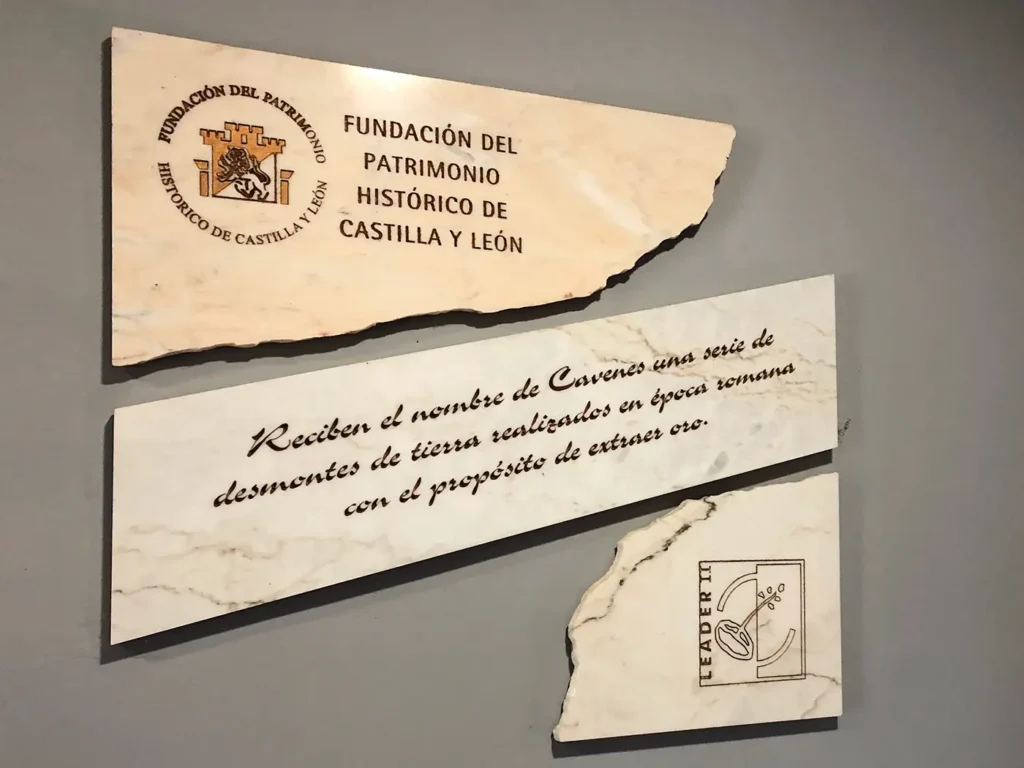 FUNDACIÓN DEL PATRIMONIO
HISTORICO DE CASTILLA Y LEÓN
FUNDACIÓN DEL
PATRIMONIO
HISTÓRICO DE
CASTILLA Y LEÓN
Reciben el nombre de Cavenes una serie de
desmontes de tierra realizados en época romana
con el propósito de extraer oro.
LEADER II